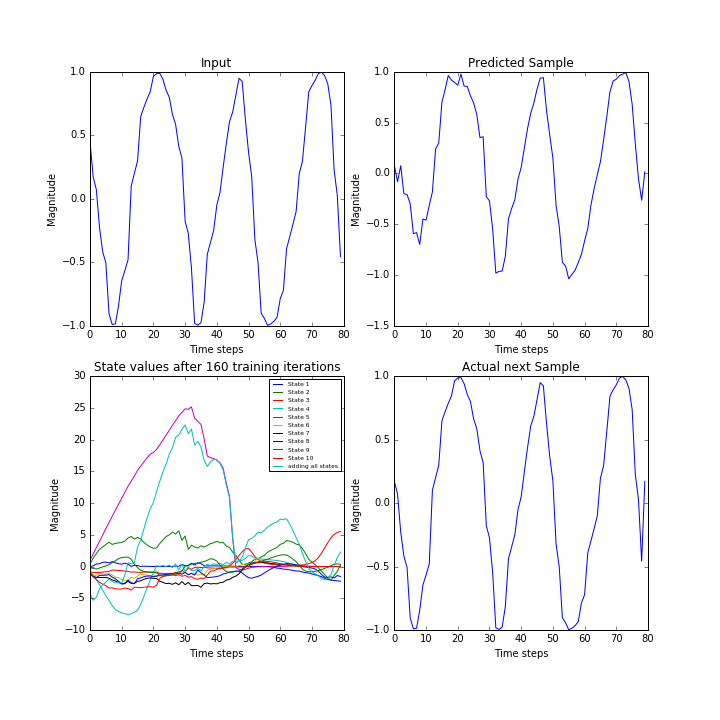 Input
Magnitude
1.0
0.5
0.0
−0.5
−1.0
0 10 20 30 40 50 60 70 80
Time steps
Predicted Sample
Magnitude
1.0
0.5
0.0
−0.5
−1.0
−1.5
0 10 20 30 40 50 60 70 80
Time steps
State values after 160 training iterations
Magnitude
30
25
20
15
10
5
0
−5
−10
0 10 20 30 40 50 60 70 80
Time steps
State 1
State 2
State 3
State 4
State 5
State 6
State 7
State 8
State 9
State 10
adding all states
Actual next Sample
Magnitude
1.0
0.5
0.0
−0.5
−1.0
0 10 20 30 40 50 60 70 80
Time steps